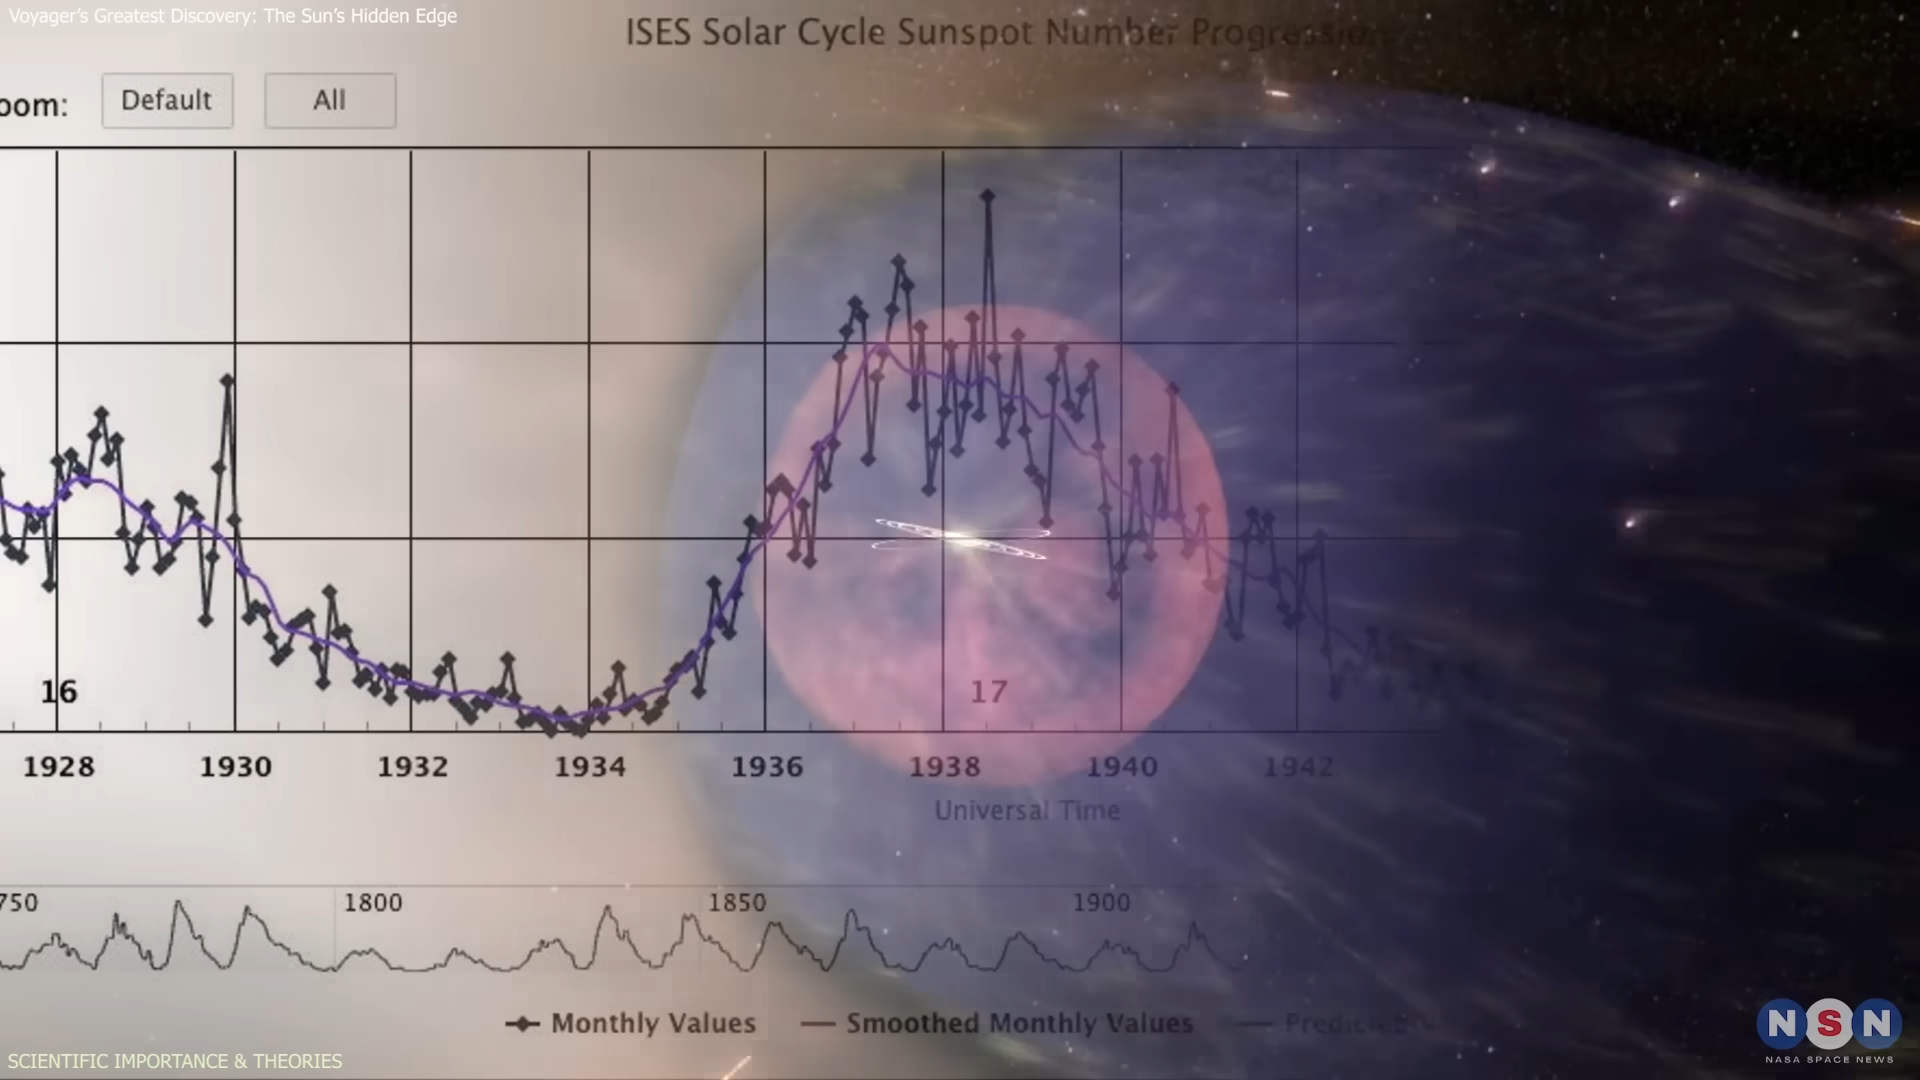 Voyager's Greatest Discovery: The Sun's Hidden Edge
ISES Solar Cycle Sunspot Number Progressio
oom:
Default
All
16
17
1928
1930
1932
1934
1936
1938
1940
1942
Universal Time
750
1800
1850
1900
Monthly Values
Smoothed Monthly Values
SCIENTIFIC IMPORTANCE & THEORIES
NSN
NASA SPACE NEWS